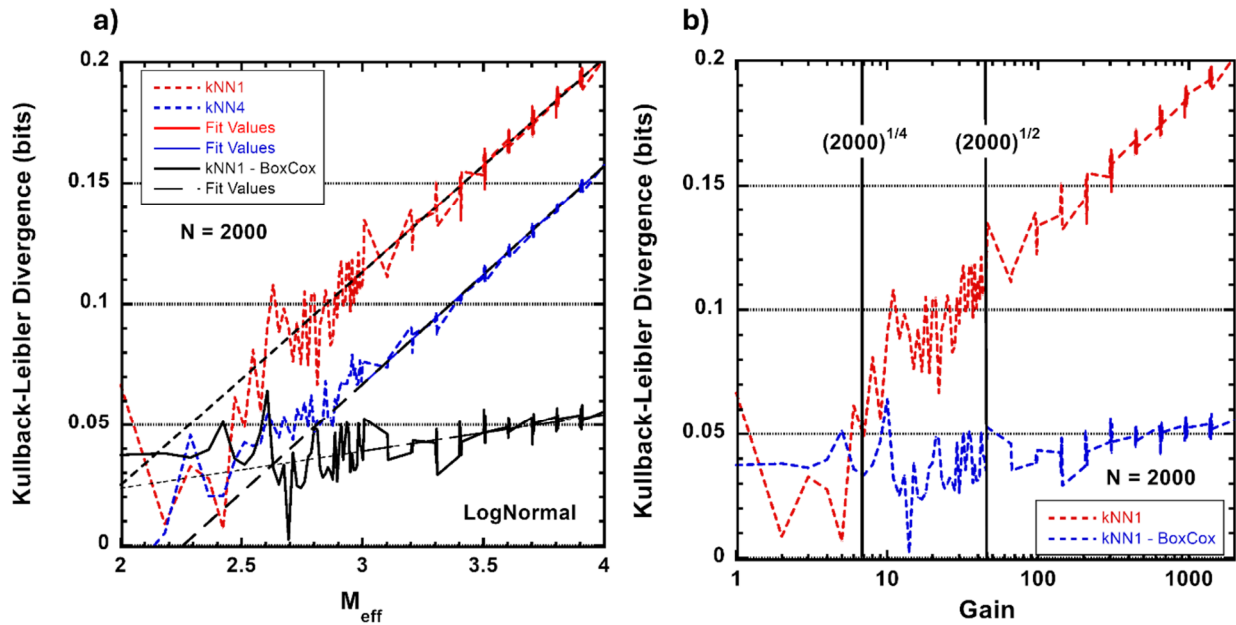 a)
Kullback-Leibler Divergence (bits)
0.2
0.15
0.1
0.05
0
kNN1
kNN4
Fit Values
Fit Values
kNN1 - BoxCox
Fit Values
N = 2000
LogNormal
2
2.5
3
3.5
4
M_eff
b)
Kullback-Leibler Divergence (bits)
0.2
0.15
0.1
0.05
0
(2000)^1/4
(2000)^1/2
N = 2000
kNN1
kNN1 - BoxCox
1
10
100
1000
Gain